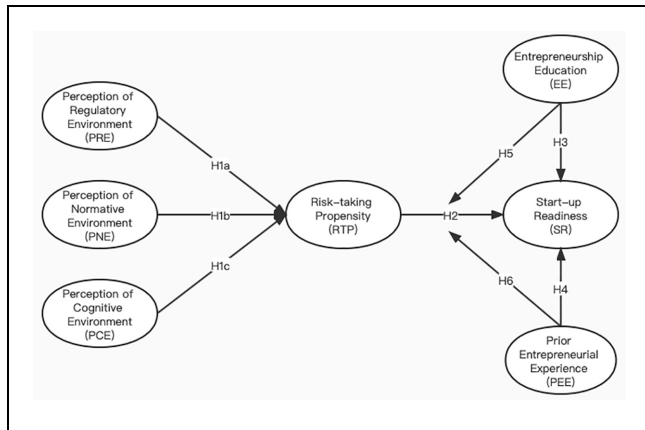 Entrepreneurship
Education
(EE)
Perception of
Regulatory
Environment
(PRE)
H1a
H5
H3
Perception of
Normative
Environment
(PNE)
H1b
Risk-taking
Propensity
(RTP)
H2
Start-up
Readiness
(SR)
H1c
Perception of
Cognitive
Environment
(PCE)
H6
H4
Prior
Entrepreneurial
Experience
(PEE)